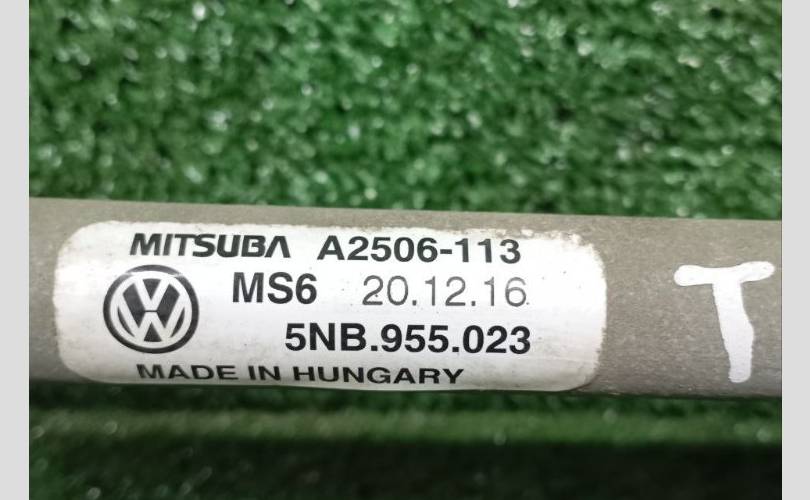 MITSUBA A2506-113
MS6 20.12.16
5NB.955.023
MADE IN HUNGARY
T